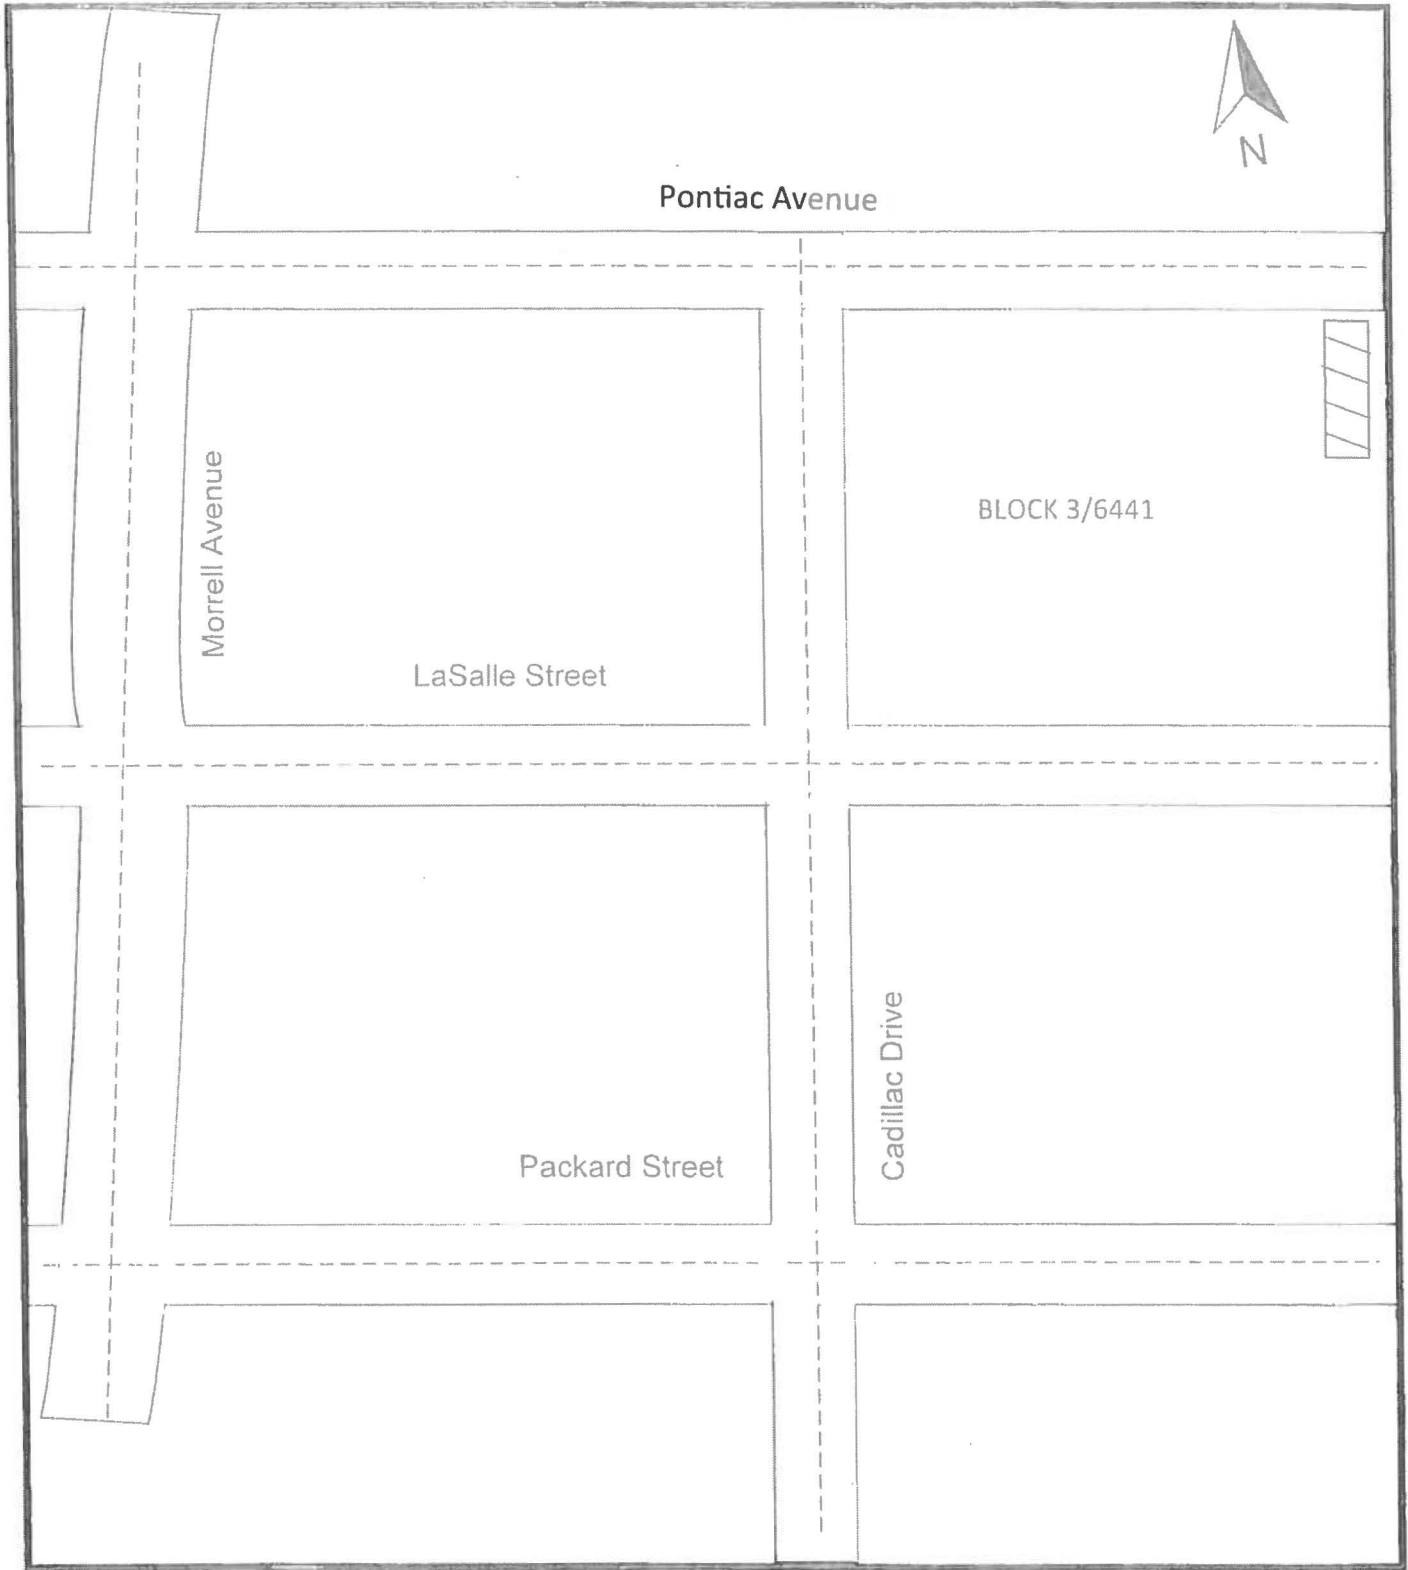 N
Pontiac Avenue
Morrell Avenue
BLOCK 3/6441
LaSalle Street
Cadillac Drive
Packard Street